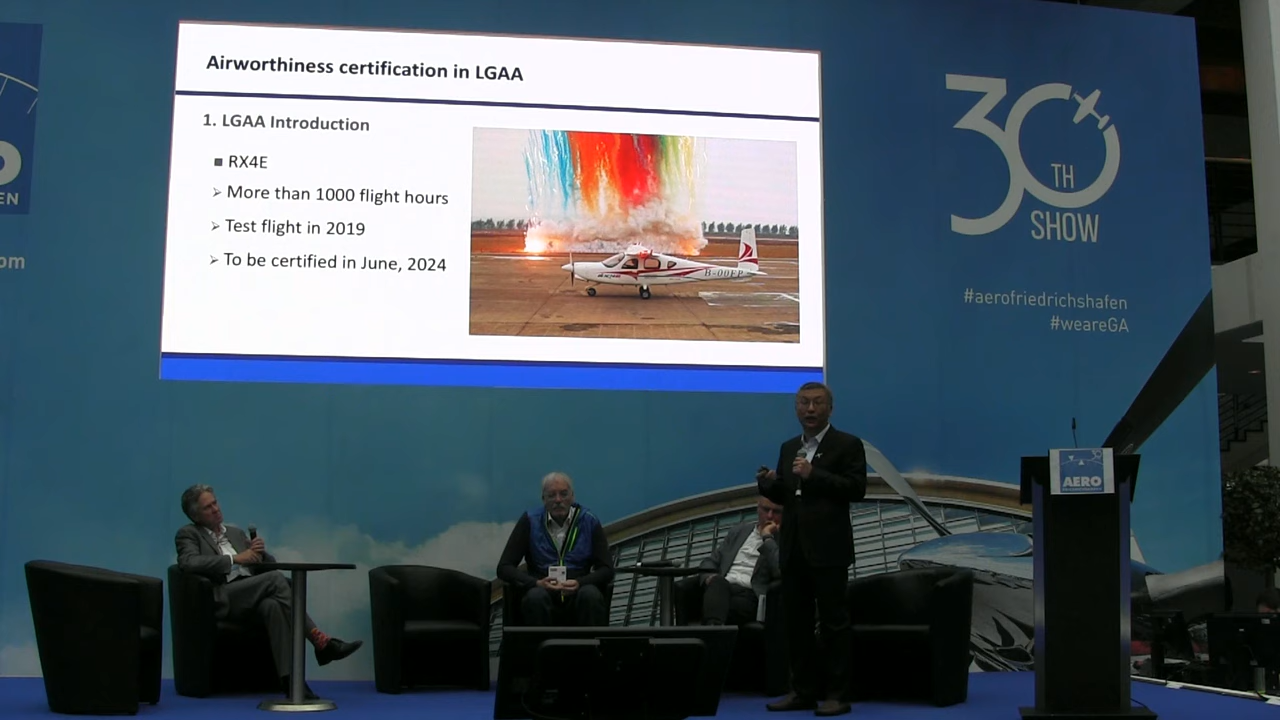 Airworthiness certification in LGAA
1. LGAA Introduction
RX4E
More than 1000 flight hours
Test flight in 2019
To be certified in June, 2024
B-00EP
30
TH
SHOW
#aerofriedrichshafen
#weareGA
AERO
O
EN
om